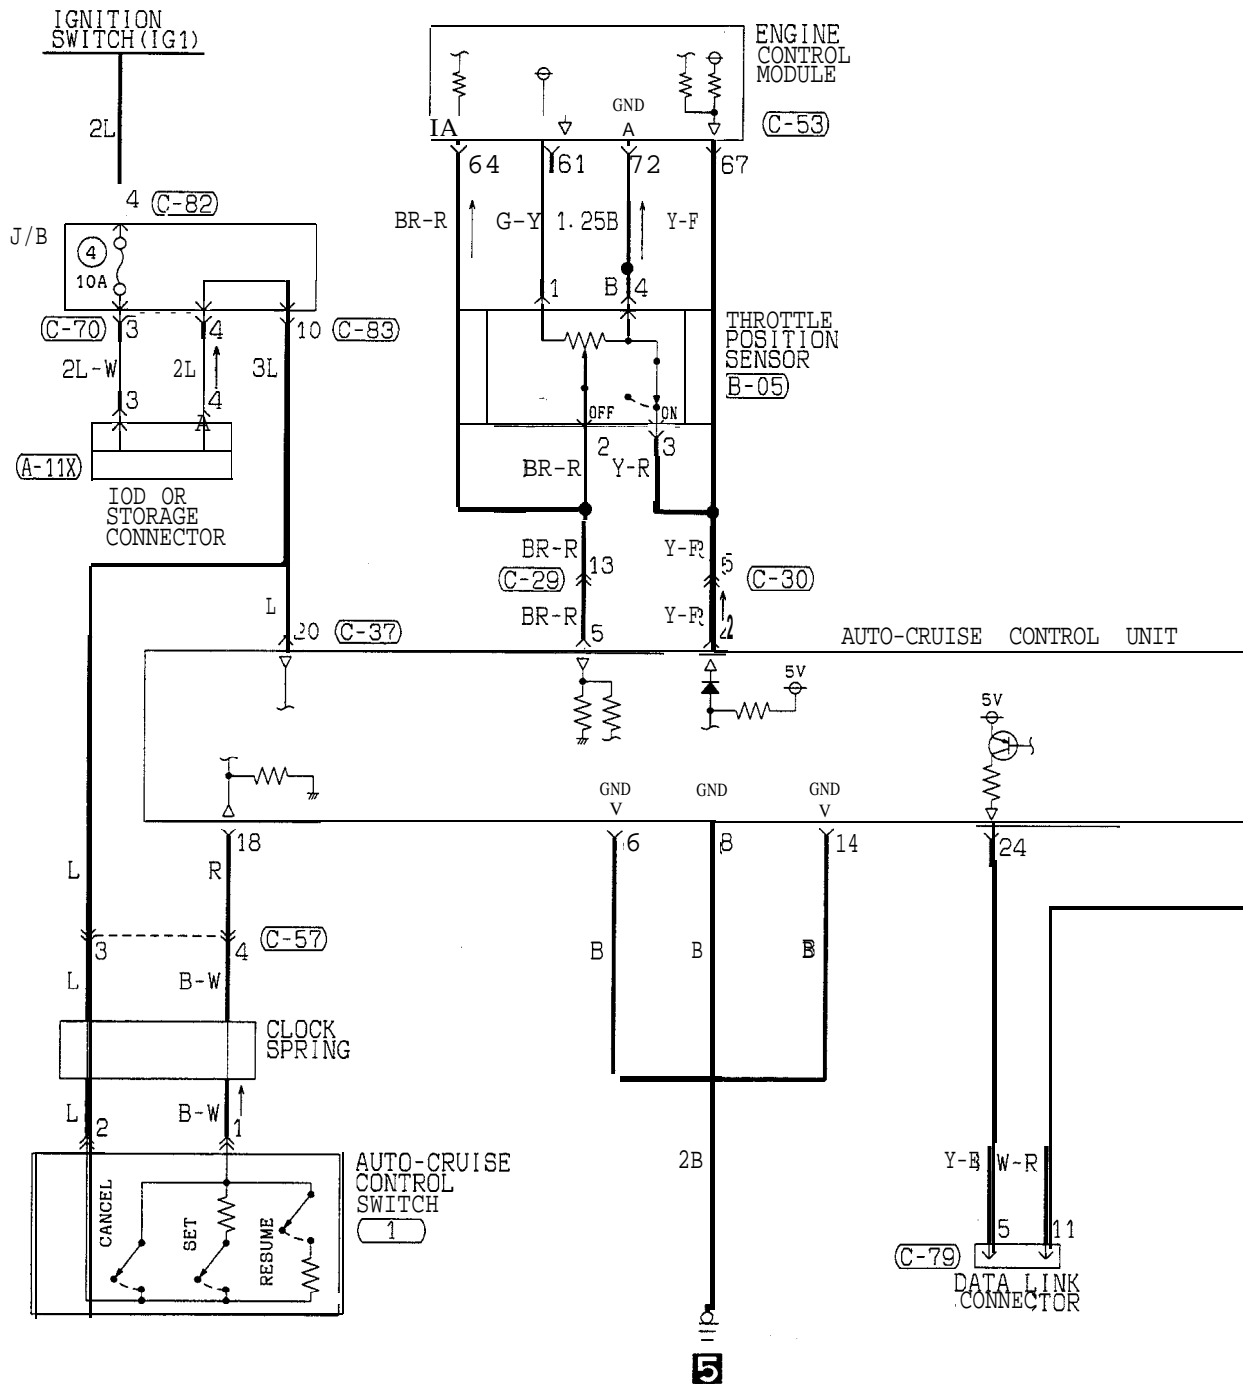 IGNITION
SWITCH(IG1)
2L
4 C-82
J/B
4
10A
C-70 3 4 10 C-83
2L-W 2L 3L
3 4
A
A-11X
IOD OR
STORAGE
CONNECTOR
L
20 C-37
ENGINE
CONTROL
MODULE
C-53
GND
IA A
64 61 72 67
BR-R G-Y 1.25B Y-F
1 B 4
THROTTLE
POSITION
SENSOR
B-05
OFF ON
2 3
BR-R Y-R
BR-R Y-R
13 5
C-29 C-30
BR-R Y-R
5 22
AUTO-CRUISE CONTROL UNIT
5V
5V
GND GND GND
V V
18 6 8 14 24
L R
C-57
3 4
B B B
L B-W
CLOCK
SPRING
L B-W
2 1
2B
Y-B W-R
AUTO-CRUISE
CONTROL
SWITCH
1
CANCEL
SET
RESUME
5 11
C-79
DATA LINK
CONNECTOR
5